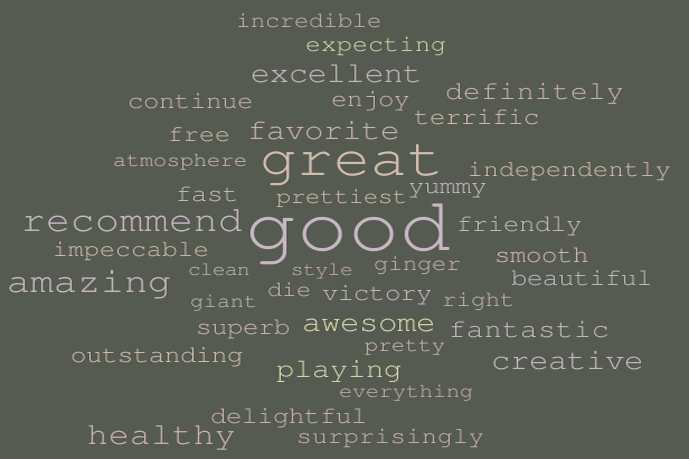 incredible
expecting
excellent
continue enjoy definitely
terrific
free favorite
atmosphere great independently
fast prettiest yummy
recommend good friendly
impeccable smooth
clean style ginger
amazing beautiful
giant die victory right
superb awesome fantastic
pretty
outstanding creative
playing
everything
delightful
healthy surprisingly